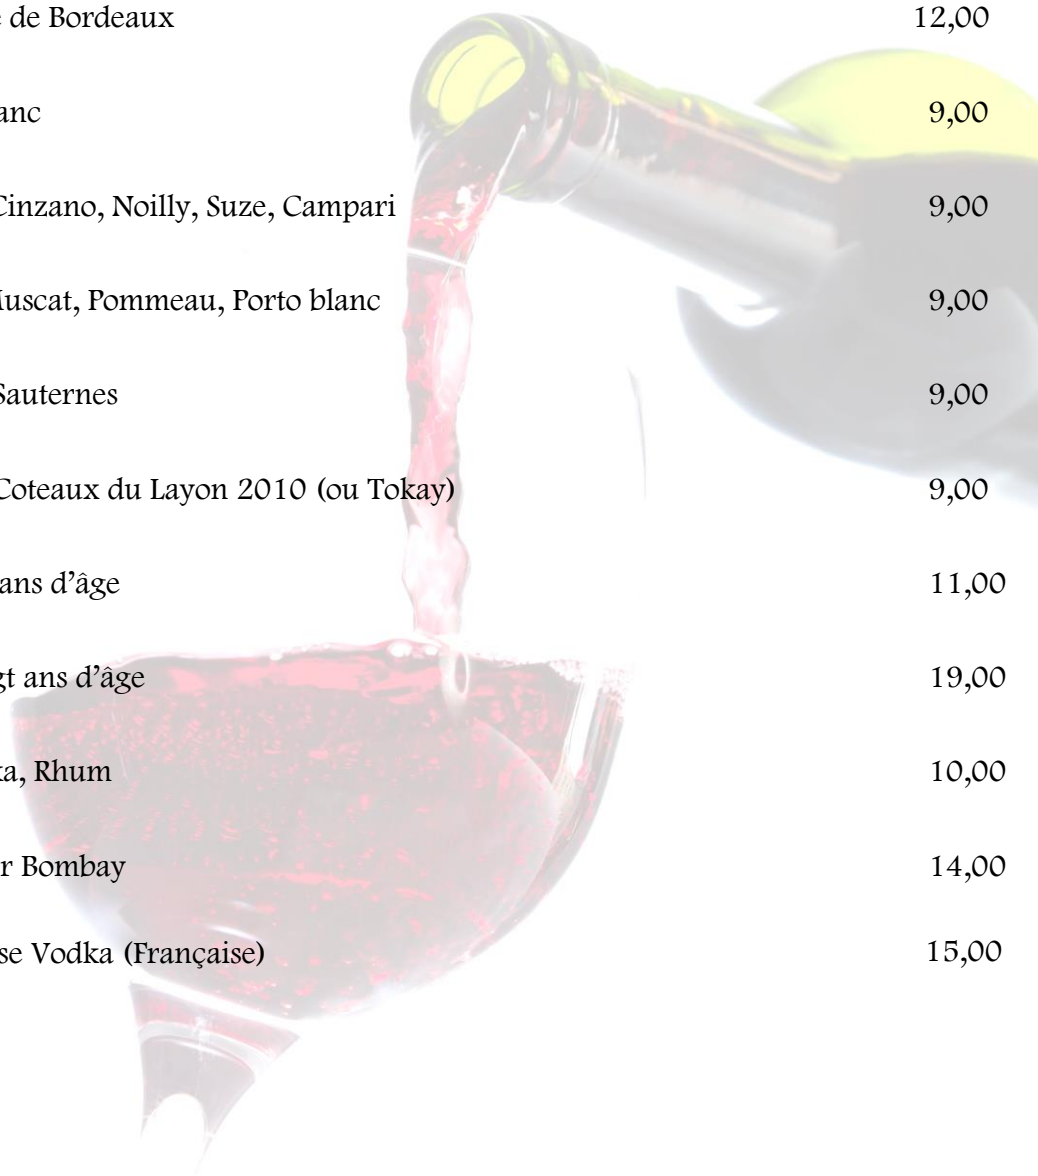 de Bordeaux 12,00
anc 9,00
Cinzano, Noilly, Suze, Campari 9,00
Muscat, Pommeau, Porto blanc 9,00
Sauternes 9,00
Coteaux du Layon 2010 (ou Tokay) 9,00
ans d’âge 11,00
gt ans d’âge 19,00
ka, Rhum 10,00
r Bombay 14,00
se Vodka (Française) 15,00